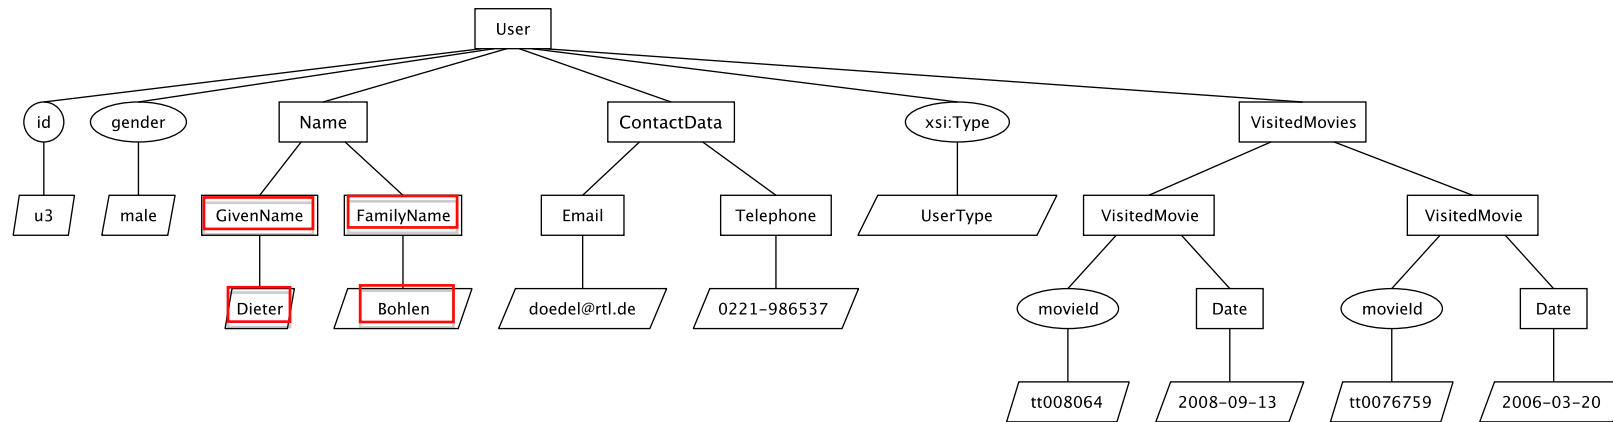 User
id
gender
Name
ContactData
xsi:Type
VisitedMovies
u3
male
GivenName
FamilyName
Email
Telephone
UserType
VisitedMovie
VisitedMovie
Dieter
Bohlen
doedel@rtl.de
0221-986537
movieId
Date
movieId
Date
tt008064
2008-09-13
tt0076759
2006-03-20